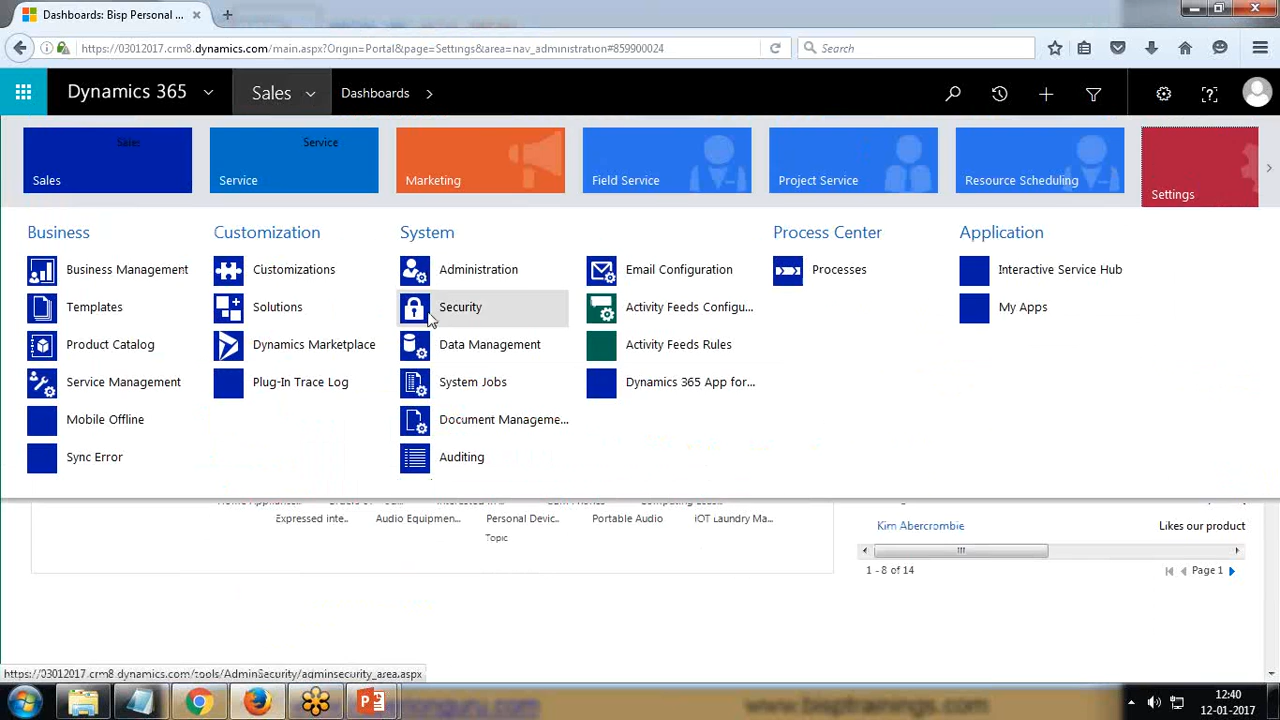 Dashboards: Bisp Personal ...
https://03012017.crm8.dynamics.com/main.aspx?Origin=Portal&page=Settings&area=nav_administration#859900024
Search
Dynamics 365
Sales
Dashboards
Sales
Sales
Service
Service
Marketing
Field Service
Project Service
Resource Scheduling
Settings
Business
Customization
System
Process Center
Application
Business Management
Customizations
Administration
Email Configuration
Processes
Interactive Service Hub
Templates
Solutions
Security
Activity Feeds Configu...
My Apps
Product Catalog
Dynamics Marketplace
Data Management
Activity Feeds Rules
Service Management
Plug-In Trace Log
System Jobs
Dynamics 365 App for...
Mobile Offline
Document Manageme...
Sync Error
Auditing
Expressed inte..
Audio Equipmen...
Personal Devic..
Portable Audio
IOT Laundry Ma...
Topic
Kim Abercrombie
Likes our product
1 - 8 of 14
Page 1
https://03012017.crm8.dynamics.com/tools/AdminSecurity/adminsecurity_area.aspx
www.bisptrainings.com
12:40
12-01-2017